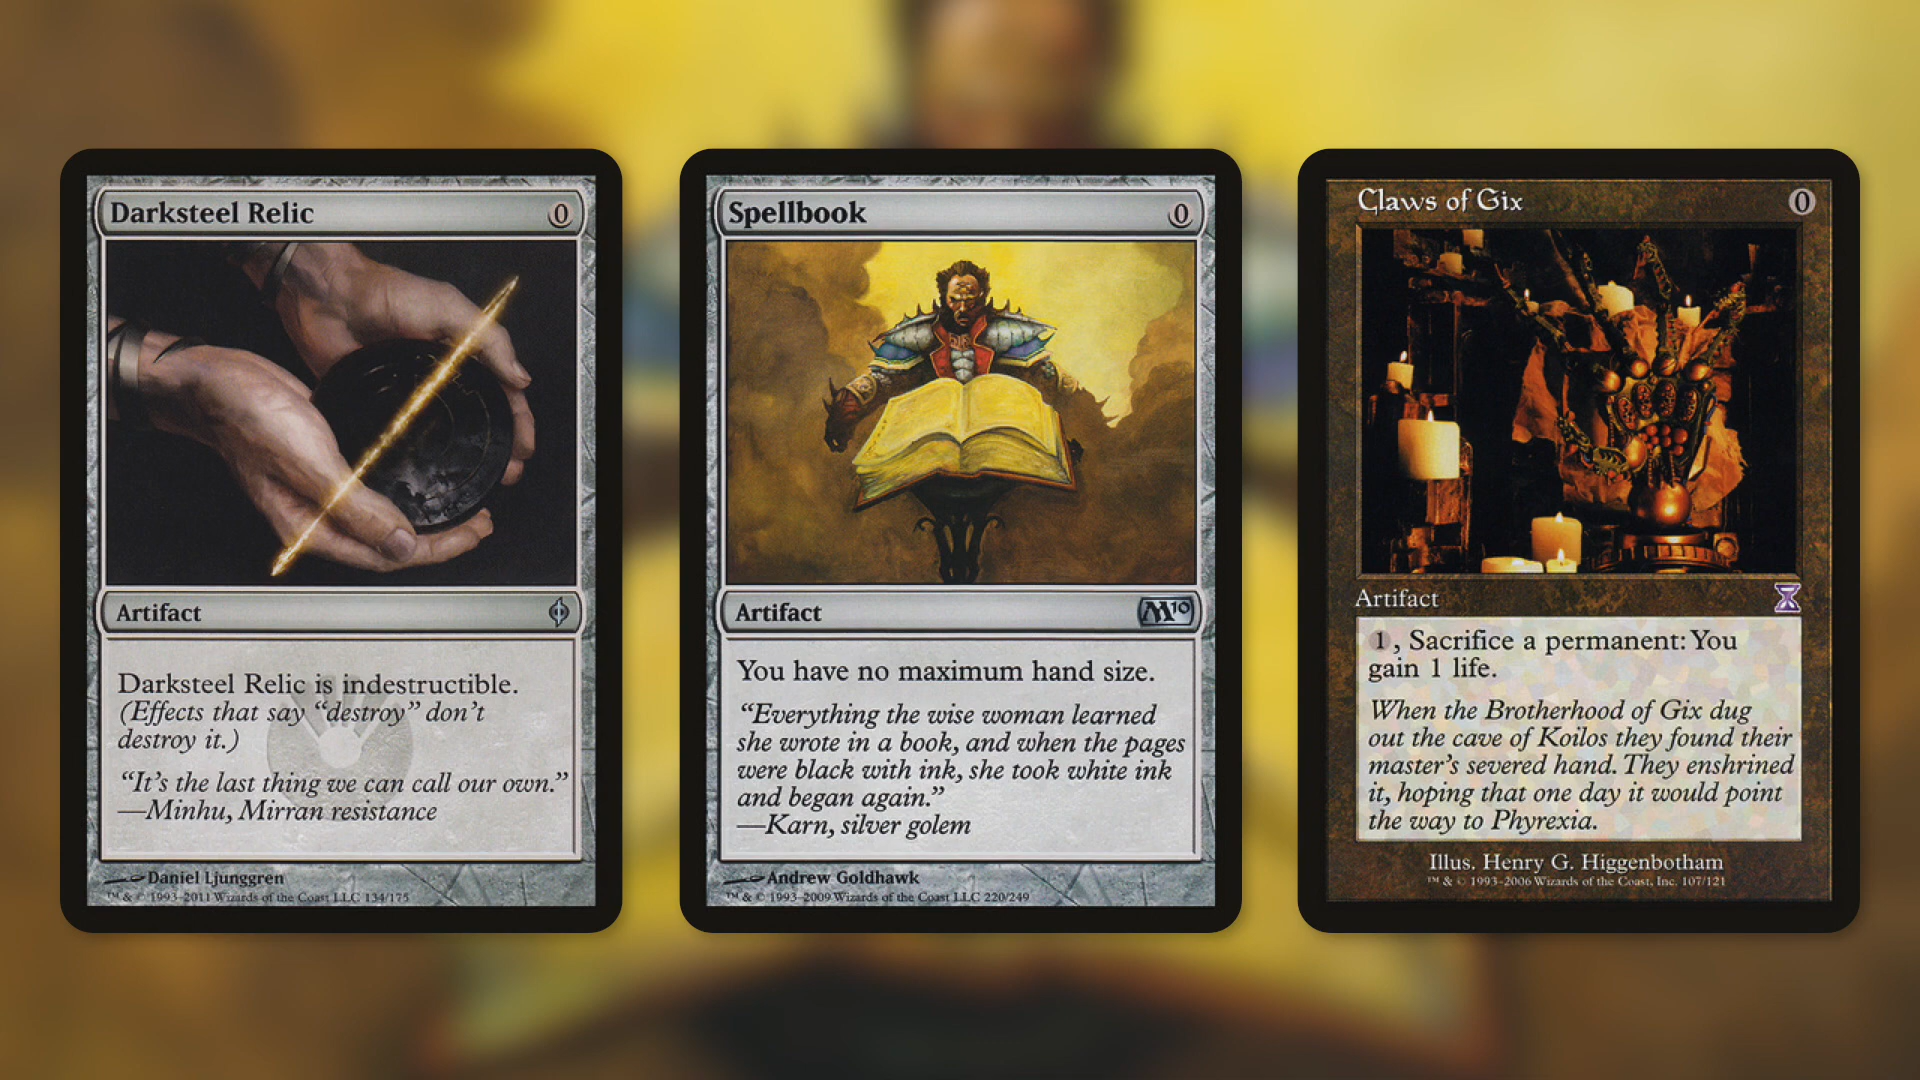 Darksteel Relic 0
Artifact
Darksteel Relic is indestructible.
(Effects that say “destroy” don’t
destroy it.)
“It’s the last thing we can call our own.”
—Minhu, Mirran resistance
Daniel Ljunggren
™ & © 1993-2011 Wizards of the Coast LLC 134/175
Spellbook 0
Artifact M10
You have no maximum hand size.
“Everything the wise woman learned
she wrote in a book, and when the pages
were black with ink, she took white ink
and began again.”
—Karn, silver golem
Andrew Goldhawk
™ & © 1993-2009 Wizards of the Coast LLC 220/249
Claws of Gix 0
Artifact
1, Sacrifice a permanent: You
gain 1 life.
When the Brotherhood of Gix dug
out the cave of Koilos they found their
master’s severed hand. They enshrined
it, hoping that one day it would point
the way to Phyrexia.
Illus. Henry G. Higgenbotham
™ & © 1993-2006 Wizards of the Coast, Inc. 107/121